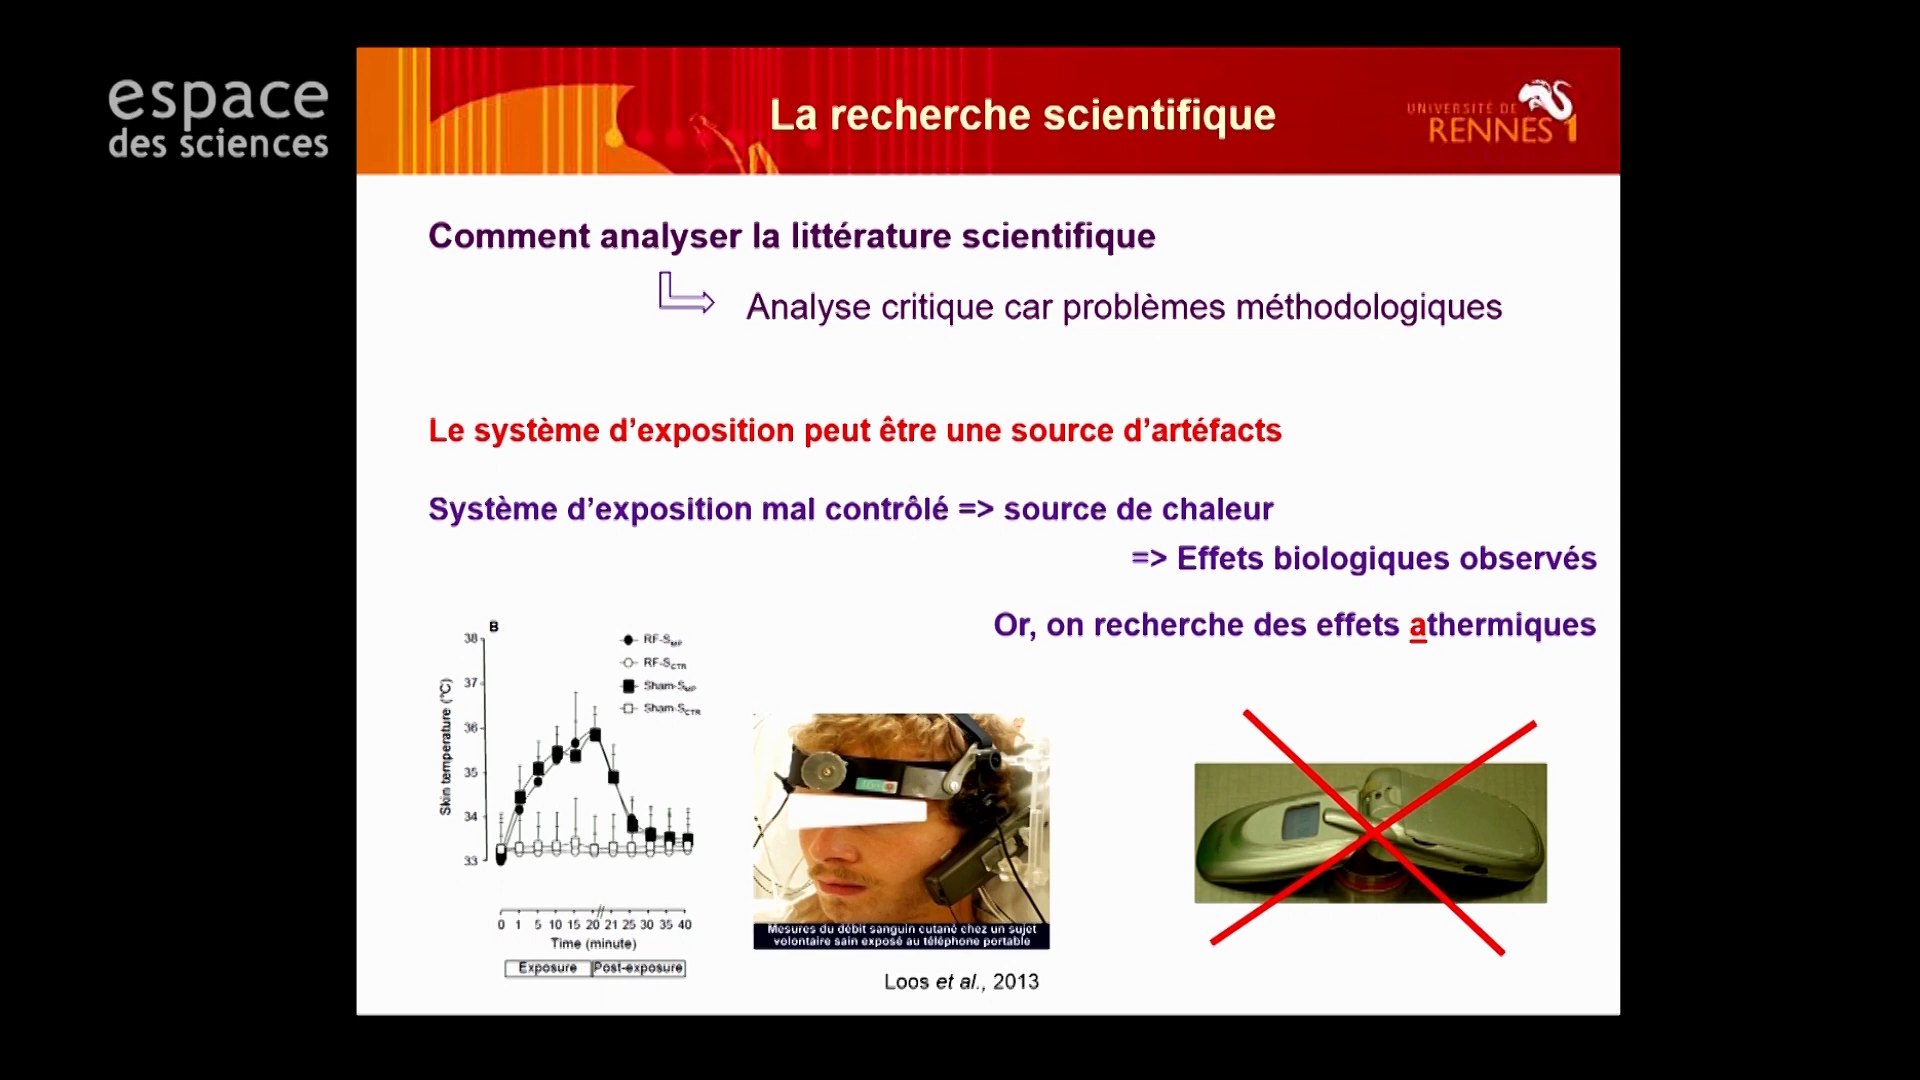 espace
des sciences
La recherche scientifique
UNIVERSITÉ DE
RENNES 1
Comment analyser la littérature scientifique
Analyse critique car problèmes méthodologiques
Le système d’exposition peut être une source d’artéfacts
Système d’exposition mal contrôlé => source de chaleur
=> Effets biologiques observés
Or, on recherche des effets athermiques
B
RF-SMP
RF-SCTR
Sham-SMP
Sham-SCTR
38
37
36
35
34
33
Skin temperature (°C)
0 1 5 10 15 20 21 25 30 35 40
Time (minute)
Exposure Post-exposure
Mesures du débit sanguin cutané chez un sujet
volontaire sain exposé au téléphone portable
Loos et al., 2013